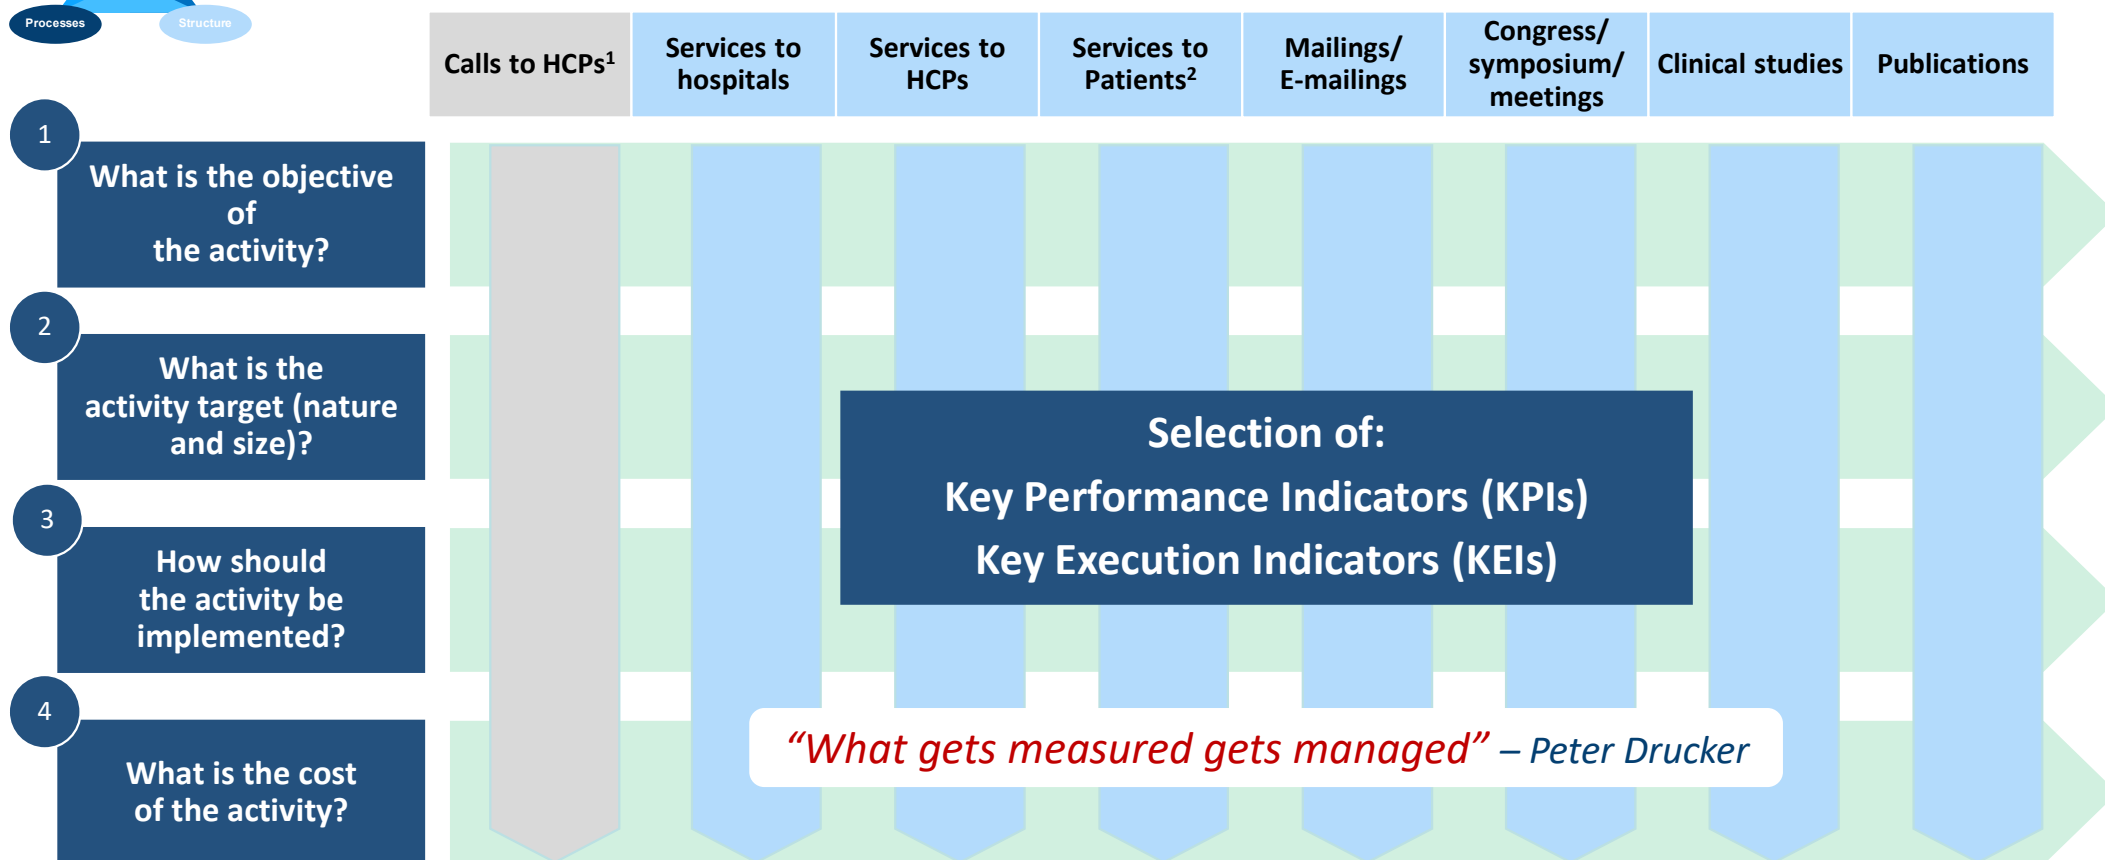 Processes
Structure
Calls to HCPs1
Services to
hospitals
Services to
HCPs
Services to
Patients2
Mailings/
E-mailings
Congress/
symposium/
meetings
Clinical studies
Publications
1
What is the objective
of
the activity?
2
What is the
activity target (nature
and size)?
3
How should
the activity be
implemented?
4
What is the cost
of the activity?
Selection of:
Key Performance Indicators (KPIs)
Key Execution Indicators (KEIs)
“What gets measured gets managed” – Peter Drucker